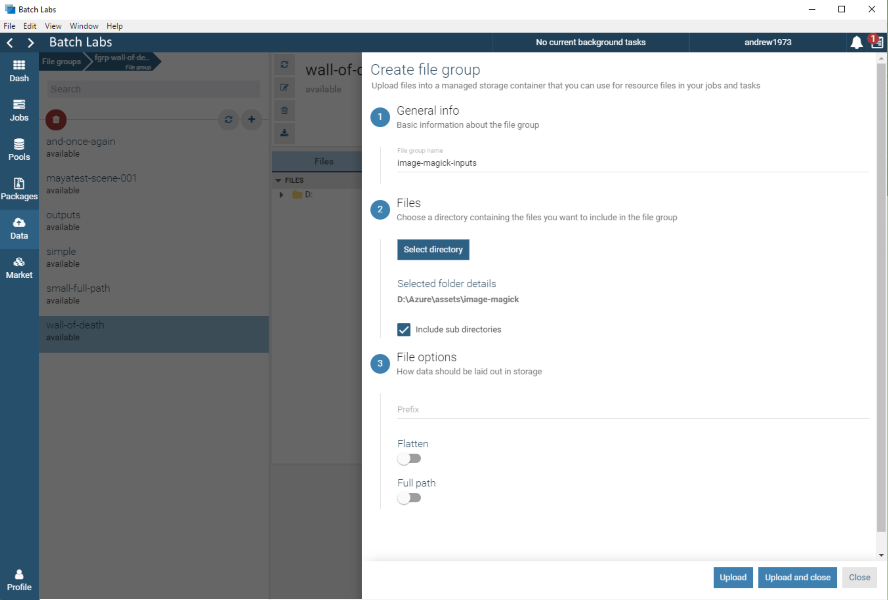 Batch Labs
File Edit View Window Help
Batch Labs
No current background tasks
andrew1973
1
Dash
Jobs
Pools
Packages
Data
Market
Profile
File groups
fgrp-wall-of-de...
File group
Search
and-once-again
available
mayatest-scene-001
available
outputs
available
simple
available
small-full-path
available
wall-of-death
available
wall-of-d
available
Files
FILES
D:
Create file group
Upload files into a managed storage container that you can use for resource files in your jobs and tasks
1
General info
Basic information about the file group
File group name
image-magick-inputs
2
Files
Choose a directory containing the files you want to include in the file group
Select directory
Selected folder details
D:\Azure\assets\image-magick
Include sub directories
3
File options
How data should be laid out in storage
Prefix
Flatten
Full path
Upload
Upload and close
Close